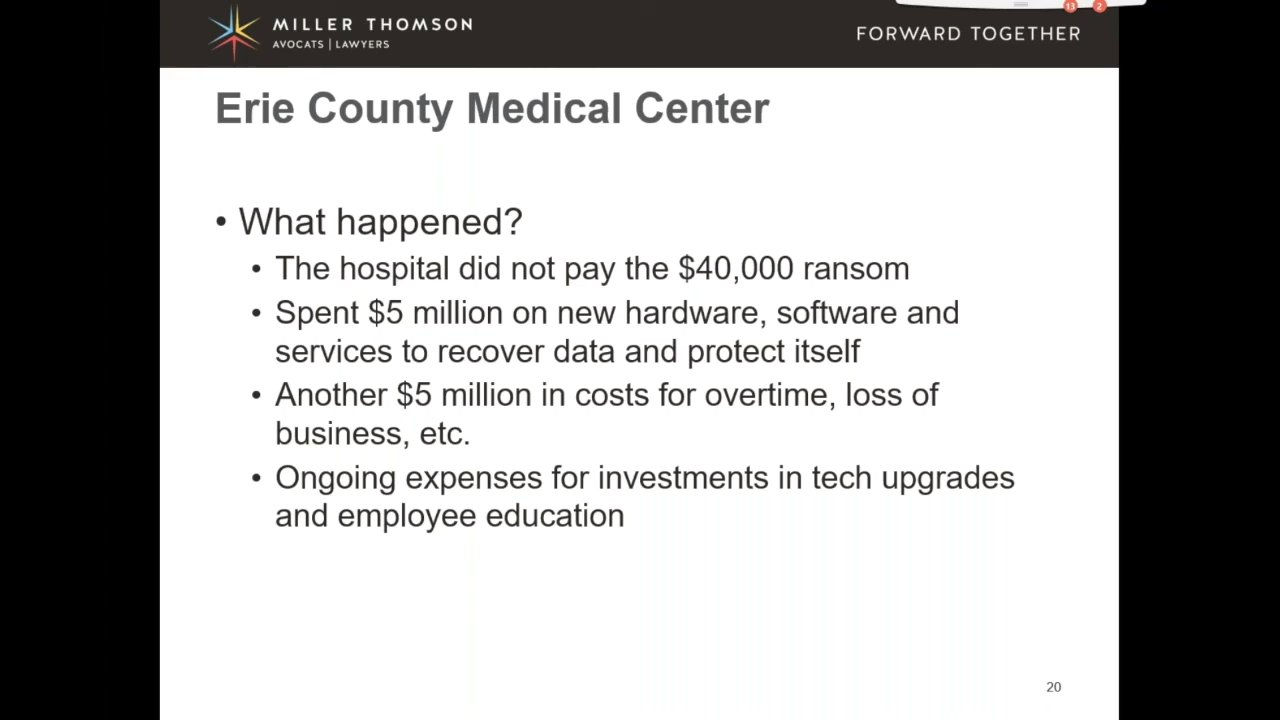 13 2
MILLER THOMSON
AVOCATS | LAWYERS
FORWARD TOGETHER
Erie County Medical Center
• What happened?
• The hospital did not pay the $40,000 ransom
• Spent $5 million on new hardware, software and
services to recover data and protect itself
• Another $5 million in costs for overtime, loss of
business, etc.
• Ongoing expenses for investments in tech upgrades
and employee education
20